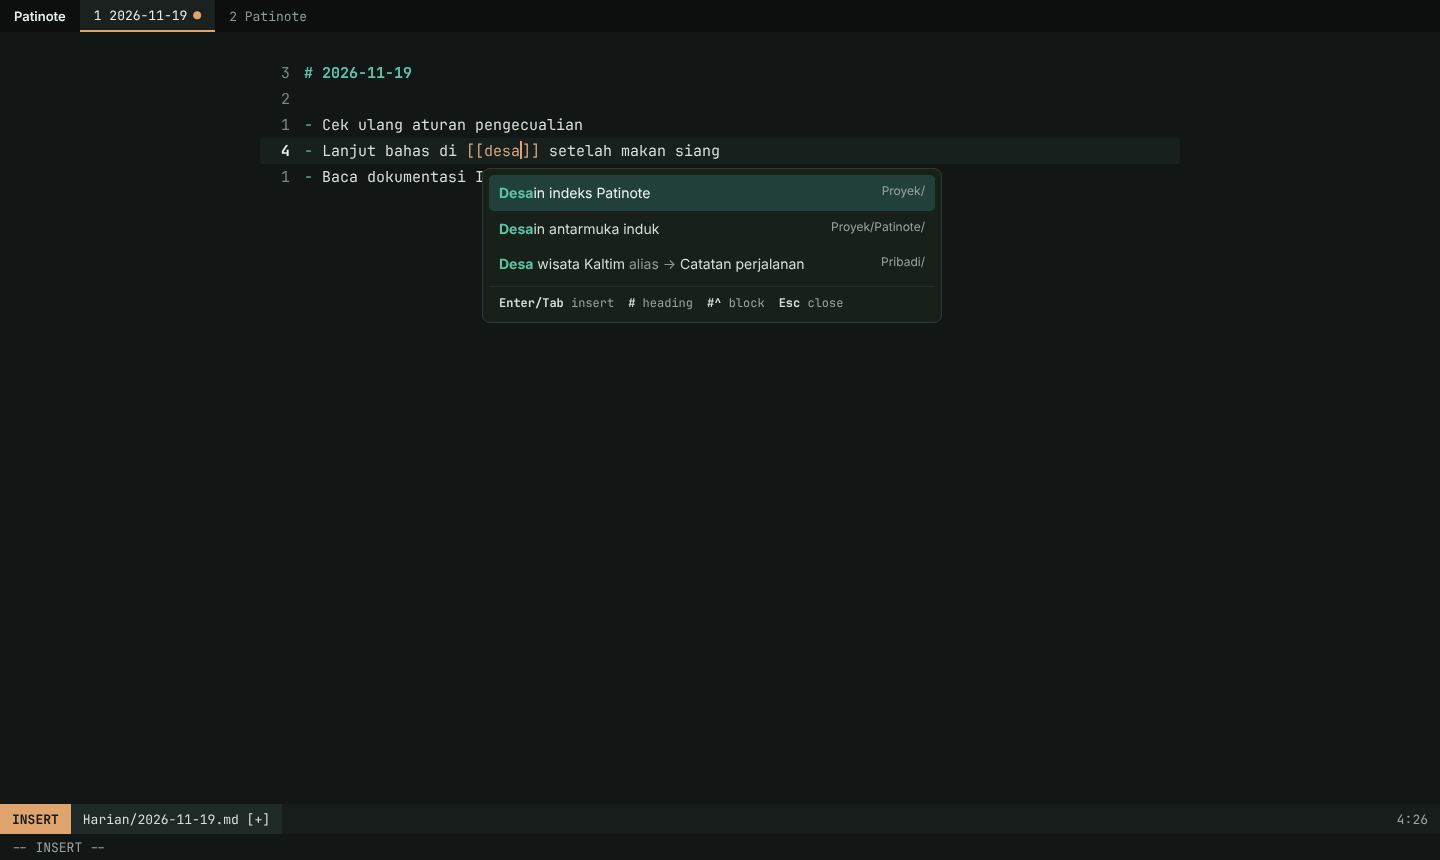 Patinote 1 2026-11-19 2 Patinote
3 # 2026-11-19
2
1 - Cek ulang aturan pengecualian
4 - Lanjut bahas di [[desa]] setelah makan siang
1 - Baca dokumentasi I
Desain indeks Patinote Proyek/
Desain antarmuka induk Proyek/Patinote/
Desa wisata Kaltim alias → Catatan perjalanan Pribadi/
Enter/Tab insert # heading #^ block Esc close
INSERT Harian/2026-11-19.md [+] 4:26
-- INSERT --